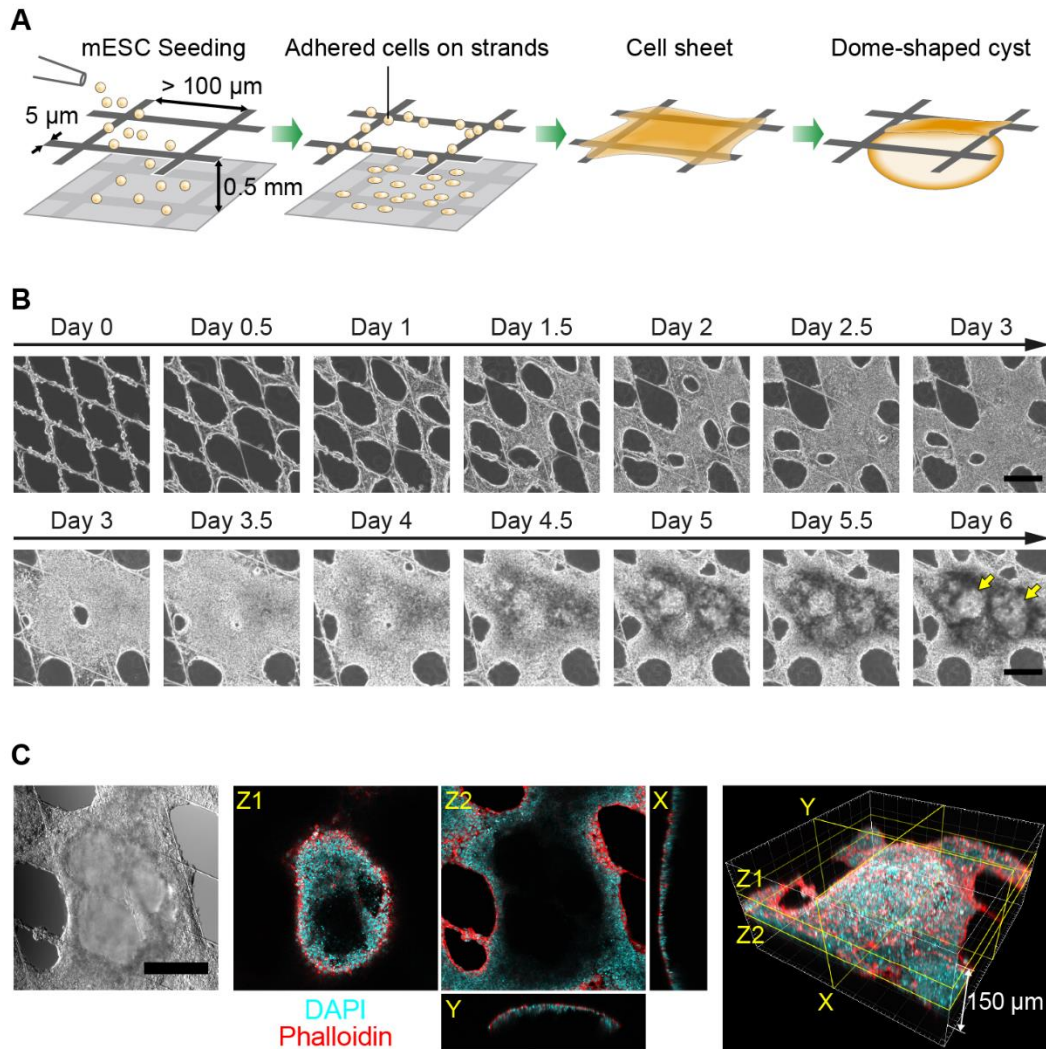 A
mESC Seeding
Adhered cells on strands
Cell sheet
Dome-shaped cyst
> 100 µm
5 µm
0.5 mm
B
Day 0 Day 0.5 Day 1 Day 1.5 Day 2 Day 2.5 Day 3
Day 3 Day 3.5 Day 4 Day 4.5 Day 5 Day 5.5 Day 6
C
Z1
Z2
X
Y
DAPI
Phalloidin
Y
Z1
Z2
X
150 µm